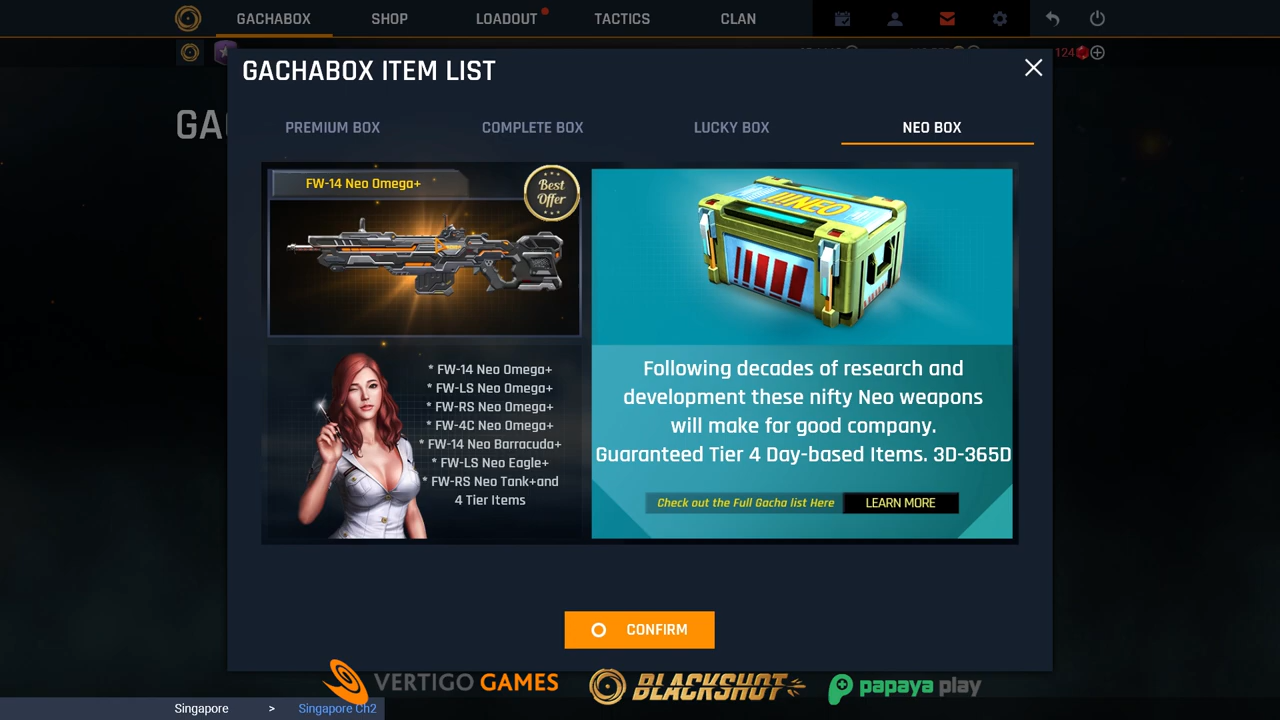 GACHABOX
SHOP
LOADOUT
TACTICS
CLAN
124
GA
GACHABOX ITEM LIST
PREMIUM BOX
COMPLETE BOX
LUCKY BOX
NEO BOX
FW-14 Neo Omega+
Best
Offer
NEO
* FW-14 Neo Omega+
* FW-LS Neo Omega+
* FW-RS Neo Omega+
* FW-4C Neo Omega+
* FW-14 Neo Barracuda+
* FW-LS Neo Eagle+
* FW-RS Neo Tank+and
4 Tier Items
Following decades of research and
development these nifty Neo weapons
will make for good company.
Guaranteed Tier 4 Day-based Items. 3D-365D
Check out the Full Gacha list Here
LEARN MORE
CONFIRM
VERTIGO GAMES
BLACKSHOT
papaya play
Singapore > Singapore Ch2